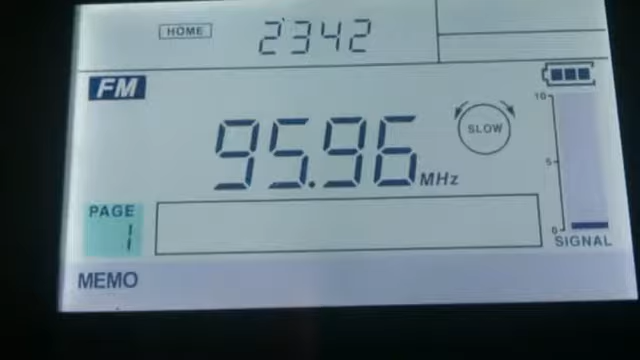 HOME 2342
FM
10
95.96 MHz
SLOW
5
PAGE
1
0
SIGNAL
MEMO